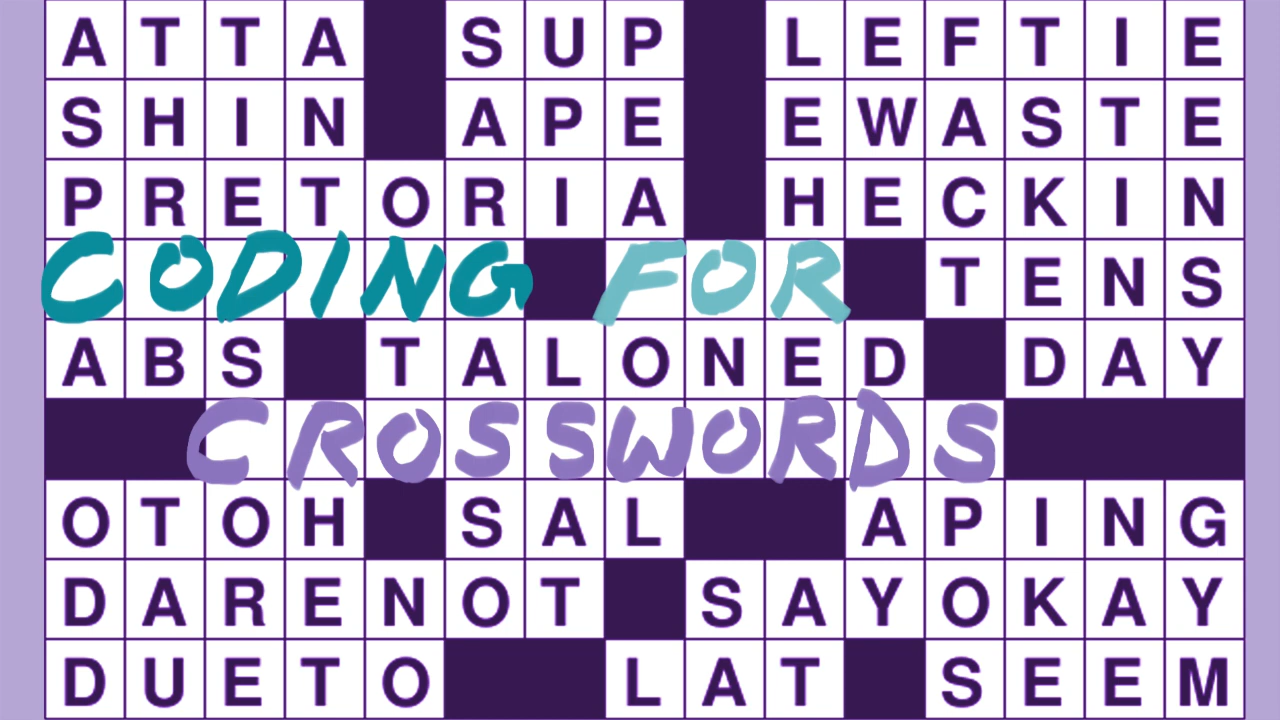 ATTA SUP LEFTIE
SHIN APE EWASTE
PRETORIA HECKIN
CODING FOR TENS
ABS TALONED DAY
CROSSWORDS
OTOH SAL APING
DARENOT SAYOKAY
DUETO LAT SEEM